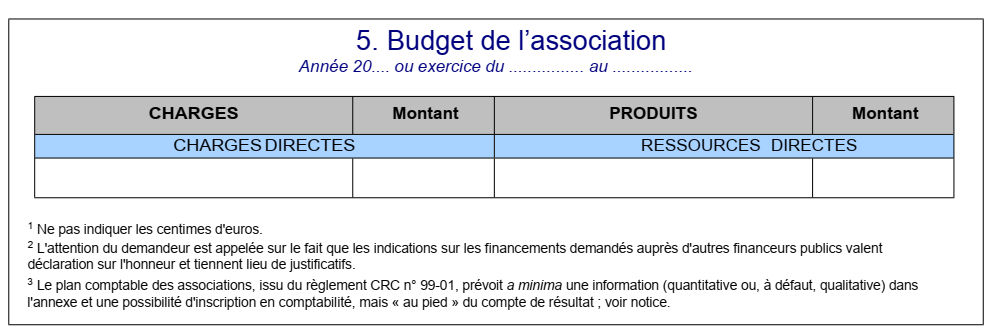 5. Budget de l’association
Année 20.... ou exercice du ................ au .................
CHARGES Montant PRODUITS Montant
CHARGES DIRECTES RESSOURCES DIRECTES
1 Ne pas indiquer les centimes d'euros.
2 L'attention du demandeur est appelée sur le fait que les indications sur les financements demandés auprès d'autres financeurs publics valent
déclaration sur l'honneur et tiennent lieu de justificatifs.
3 Le plan comptable des associations, issu du règlement CRC n° 99-01, prévoit a minima une information (quantitative ou, à défaut, qualitative) dans
l'annexe et une possibilité d'inscription en comptabilité, mais « au pied » du compte de résultat ; voir notice.